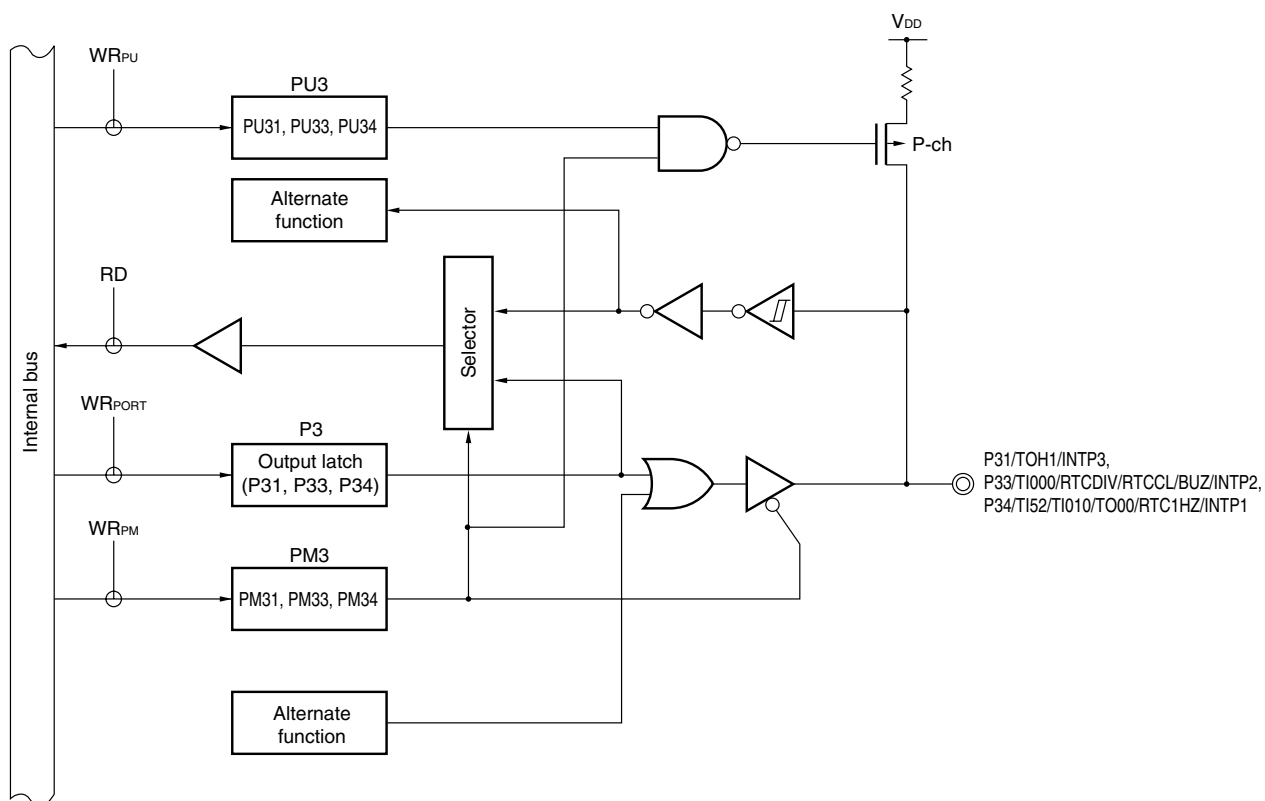 VDD
WRPU
PU3
PU31, PU33, PU34
P-ch
Alternate
function
RD
Selector
Internal bus
WRPORT
P3
Output latch
(P31, P33, P34)
P31/TOH1/INTP3,
P33/TI000/RTCDIV/RTCCL/BUZ/INTP2,
P34/TI52/TI010/TO00/RTC1HZ/INTP1
WRPM
PM3
PM31, PM33, PM34
Alternate
function